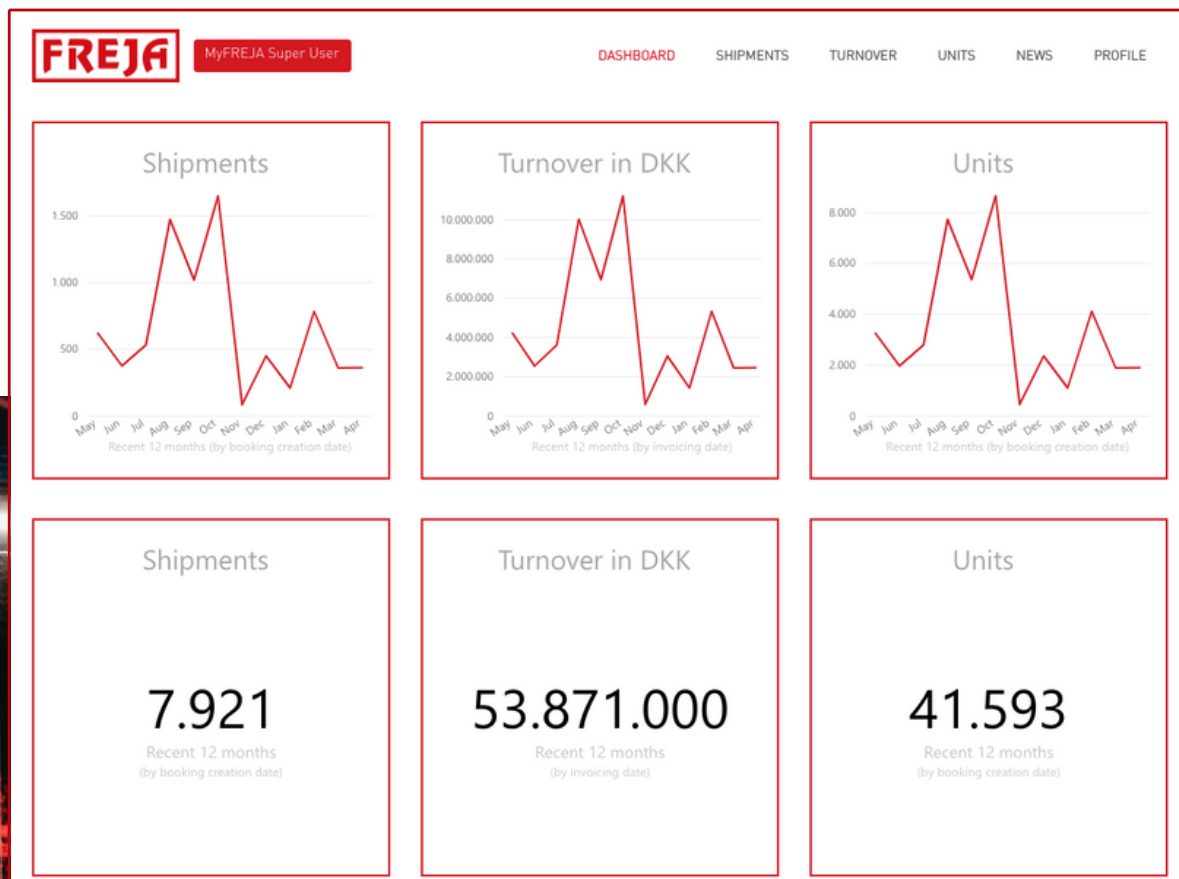 FREJA
MyFREJA Super User
DASHBOARD SHIPMENTS TURNOVER UNITS NEWS PROFILE
Shipments
1.500
1.000
500
0
May Jun Jul Aug Sep Oct Nov Dec Jan Feb Mar Apr
Recent 12 months (by booking creation date)
Turnover in DKK
10.000.000
8.000.000
6.000.000
4.000.000
2.000.000
0
May Jun Jul Aug Sep Oct Nov Dec Jan Feb Mar Apr
Recent 12 months (by invoicing date)
Units
8.000
6.000
4.000
2.000
0
May Jun Jul Aug Sep Oct Nov Dec Jan Feb Mar Apr
Recent 12 months (by booking creation date)
Shipments
7.921
Recent 12 months
(by booking creation date)
Turnover in DKK
53.871.000
Recent 12 months
(by invoicing date)
Units
41.593
Recent 12 months
(by booking creation date)